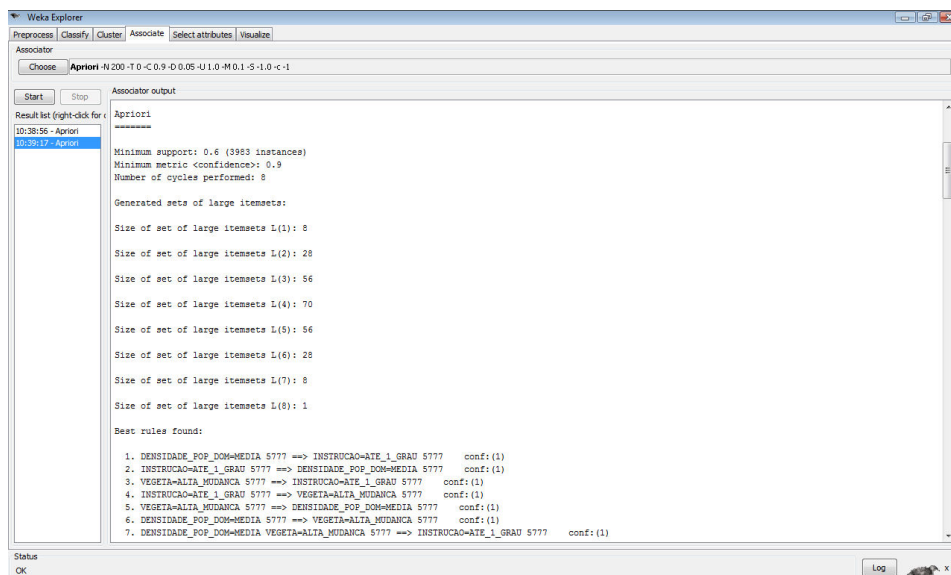 Weka Explorer
Preprocess Classify Cluster Associate Select attributes Visualize
Associator
Choose Apriori -N 200 -T 0 -C 0.9 -D 0.05 -U 1.0 -M 0.1 -S -1.0 -c -1
Start Stop
Result list (right-click for o
10:38:56 - Apriori
10:39:17 - Apriori
Associator output
Apriori
=======
Minimum support: 0.6 (3983 instances)
Minimum metric <confidence>: 0.9
Number of cycles performed: 8
Generated sets of large itemsets:
Size of set of large itemsets L(1): 8
Size of set of large itemsets L(2): 28
Size of set of large itemsets L(3): 56
Size of set of large itemsets L(4): 70
Size of set of large itemsets L(5): 56
Size of set of large itemsets L(6): 28
Size of set of large itemsets L(7): 8
Size of set of large itemsets L(8): 1
Best rules found:
1. DENSIDADE_POP_DOM=MEDIA 5777 ==> INSTRUCAO=ATE_1_GRAU 5777 conf:(1)
2. INSTRUCAO=ATE_1_GRAU 5777 ==> DENSIDADE_POP_DOM=MEDIA 5777 conf:(1)
3. VEGETA=ALTA_MUDANCA 5777 ==> INSTRUCAO=ATE_1_GRAU 5777 conf:(1)
4. INSTRUCAO=ATE_1_GRAU 5777 ==> VEGETA=ALTA_MUDANCA 5777 conf:(1)
5. VEGETA=ALTA_MUDANCA 5777 ==> DENSIDADE_POP_DOM=MEDIA 5777 conf:(1)
6. DENSIDADE_POP_DOM=MEDIA 5777 ==> VEGETA=ALTA_MUDANCA 5777 conf:(1)
7. DENSIDADE_POP_DOM=MEDIA VEGETA=ALTA_MUDANCA 5777 ==> INSTRUCAO=ATE_1_GRAU 5777 conf:(1)
Status
OK
Log
x